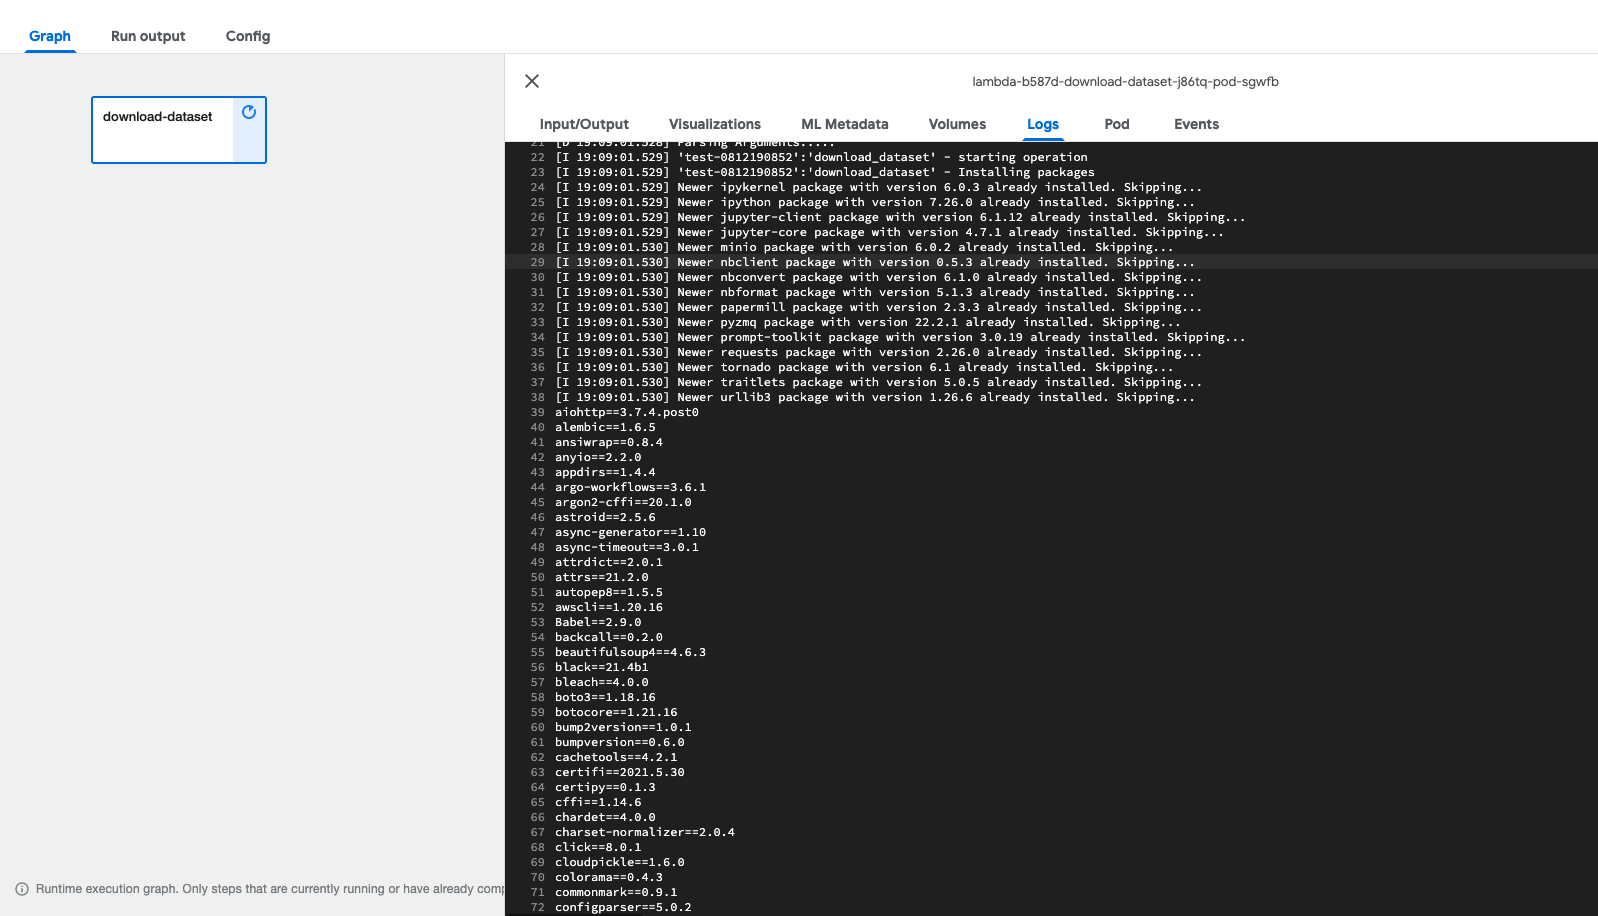 Graph Run output Config
download-dataset
lambda-b587d-download-dataset-j86tq-pod-sgwfb
Input/Output Visualizations ML Metadata Volumes Logs Pod Events
21 [D 19:09:01.528] Parsing Arguments.....
22 [I 19:09:01.529] 'test-0812190852':'download_dataset' - starting operation
23 [I 19:09:01.529] 'test-0812190852':'download_dataset' - Installing packages
24 [I 19:09:01.529] Newer ipykernel package with version 6.0.3 already installed. Skipping...
25 [I 19:09:01.529] Newer ipython package with version 7.26.0 already installed. Skipping...
26 [I 19:09:01.529] Newer jupyter-client package with version 6.1.12 already installed. Skipping...
27 [I 19:09:01.529] Newer jupyter-core package with version 4.7.1 already installed. Skipping...
28 [I 19:09:01.530] Newer minio package with version 6.0.2 already installed. Skipping...
29 [I 19:09:01.530] Newer nbclient package with version 0.5.3 already installed. Skipping...
30 [I 19:09:01.530] Newer nbconvert package with version 6.1.0 already installed. Skipping...
31 [I 19:09:01.530] Newer nbformat package with version 5.1.3 already installed. Skipping...
32 [I 19:09:01.530] Newer papermill package with version 2.3.3 already installed. Skipping...
33 [I 19:09:01.530] Newer pyzmq package with version 22.2.1 already installed. Skipping...
34 [I 19:09:01.530] Newer prompt-toolkit package with version 3.0.19 already installed. Skipping...
35 [I 19:09:01.530] Newer requests package with version 2.26.0 already installed. Skipping...
36 [I 19:09:01.530] Newer tornado package with version 6.1 already installed. Skipping...
37 [I 19:09:01.530] Newer traitlets package with version 5.0.5 already installed. Skipping...
38 [I 19:09:01.530] Newer urllib3 package with version 1.26.6 already installed. Skipping...
39 aiohttp==3.7.4.post0
40 alembic==1.6.5
41 ansiwrap==0.8.4
42 anyio==2.2.0
43 appdirs==1.4.4
44 argo-workflows==3.6.1
45 argon2-cffi==20.1.0
46 astroid==2.5.6
47 async-generator==1.10
48 async-timeout==3.0.1
49 attrdict==2.0.1
50 attrs==21.2.0
51 autopep8==1.5.5
52 awscli==1.20.16
53 Babel==2.9.0
54 backcall==0.2.0
55 beautifulsoup4==4.6.3
56 black==21.4b1
57 bleach==4.0.0
58 boto3==1.18.16
59 botocore==1.21.16
60 bump2version==1.0.1
61 bumpversion==0.6.0
62 cachetools==4.2.1
63 certifi==2021.5.30
64 certipy==0.1.3
65 cffi==1.14.6
66 chardet==4.0.0
67 charset-normalizer==2.0.4
68 click==8.0.1
69 cloudpickle==1.6.0
70 colorama==0.4.3
71 commonmark==0.9.1
72 configparser==5.0.2
Runtime execution graph. Only steps that are currently running or have already comp